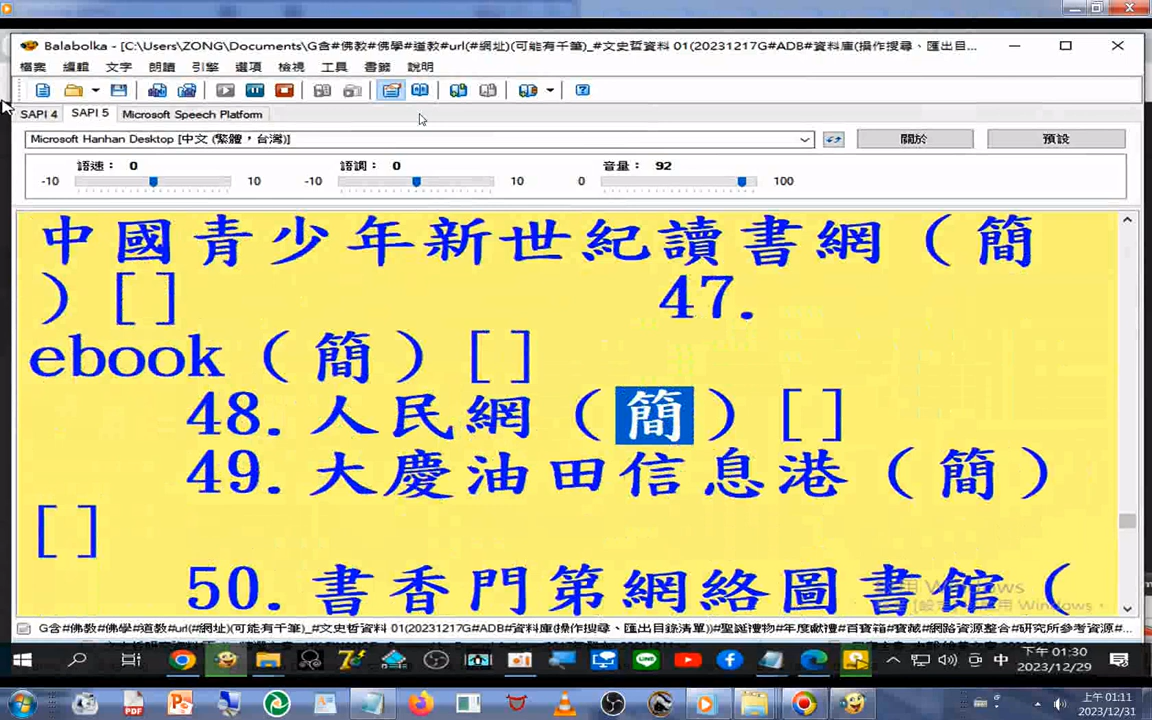 Balabolka - [C:\Users\ZONG\Documents\G含#佛教#佛學#道教#url(#網址)(可能有千筆)_#文史哲資料 01(20231217G#ADB#資料庫(操作搜尋、匯出目...
檔案 編輯 文字 朗讀 引擎 選項 檢視 工具 書籤 說明
SAPI 4 SAPI 5 Microsoft Speech Platform
Microsoft Hanhan Desktop [中文 (繁體，台灣)] 關於 預設
語速： 0 語調： 0 音量： 92
-10 10 -10 10 0 100
中國青少年新世紀讀書網（簡
）[] 47.
ebook（簡）[]
48. 人民網（簡）[]
49. 大慶油田信息港（簡）
[]
50. 書香門第網絡圖書館（
G含#佛教#佛學#道教#url(#網址)(可能有千筆)_#文史哲資料 01(20231217G#ADB#資料庫(操作搜尋、匯出目錄清單))#聖誕禮物#年度獻禮#百寶箱#寶藏#網路資源整合#研究所參考資源#...
下午 01:30
中
2023/12/29
上午 01:11
2023/12/31